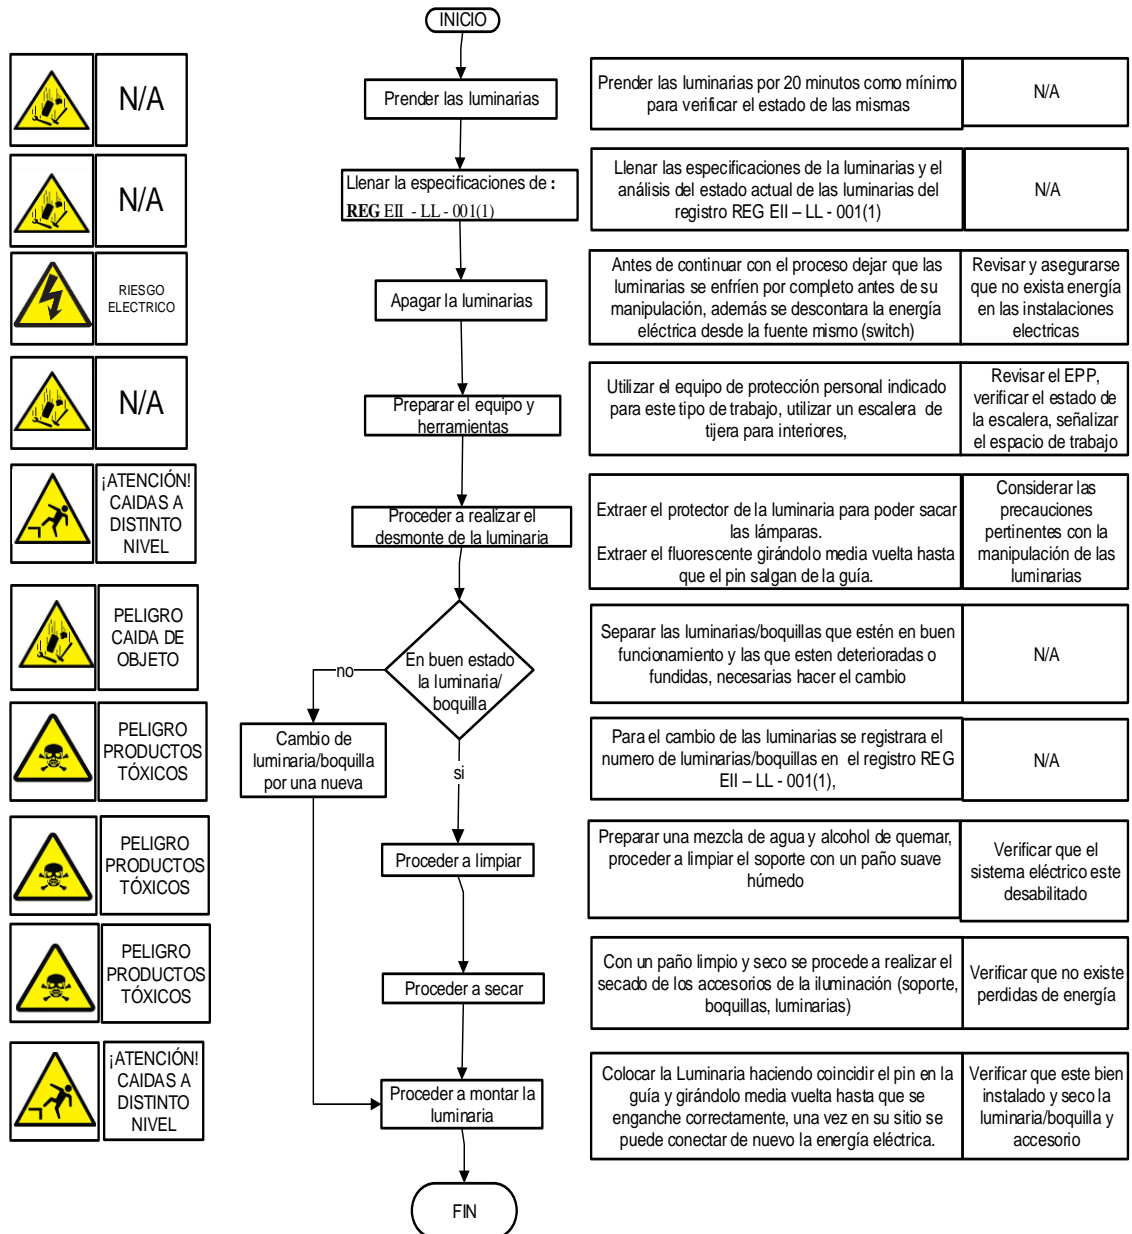 INICIO
N/A
Prender las luminarias
Prender las luminarias por 20 minutos como mínimo
para verificar el estado de las mismas
N/A
N/A
Llenar la especificaciones de :
REG EII - LL - 001(1)
Llenar las especificaciones de la luminarias y el
análisis del estado actual de las luminarias del
registro REG EII – LL - 001(1)
N/A
RIESGO
ELECTRICO
Apagar la luminarias
Antes de continuar con el proceso dejar que las
luminarias se enfríen por completo antes de su
manipulación, además se descontara la energía
eléctrica desde la fuente mismo (switch)
Revisar y asegurarse
que no exista energía
en las instalaciones
electricas
N/A
Preparar el equipo y
herramientas
Utilizar el equipo de protección personal indicado
para este tipo de trabajo, utilizar un escalera de
tijera para interiores,
Revisar el EPP,
verificar el estado de
la escalera, señalizar
el espacio de trabajo
¡ATENCIÓN!
CAIDAS A
DISTINTO
NIVEL
Proceder a realizar el
desmonte de la luminaria
Extraer el protector de la luminaria para poder sacar
las lámparas.
Extraer el fluorescente girándolo media vuelta hasta
que el pin salgan de la guía.
Considerar las
precauciones
pertinentes con la
manipulación de las
luminarias
PELIGRO
CAIDA DE
OBJETO
En buen estado
la luminaria/
boquilla
no
si
Separar las luminarias/boquillas que estén en buen
funcionamiento y las que esten deterioradas o
fundidas, necesarias hacer el cambio
N/A
PELIGRO
PRODUCTOS
TÓXICOS
Cambio de
luminaria/boquilla
por una nueva
Para el cambio de las luminarias se registrara el
numero de luminarias/boquillas en el registro REG
EII – LL - 001(1),
N/A
PELIGRO
PRODUCTOS
TÓXICOS
Proceder a limpiar
Preparar una mezcla de agua y alcohol de quemar,
proceder a limpiar el soporte con un paño suave
húmedo
Verificar que el
sistema eléctrico este
desabilitado
PELIGRO
PRODUCTOS
TÓXICOS
Proceder a secar
Con un paño limpio y seco se procede a realizar el
secado de los accesorios de la iluminación (soporte,
boquillas, luminarias)
Verificar que no existe
perdidas de energía
¡ATENCIÓN!
CAIDAS A
DISTINTO
NIVEL
Proceder a montar la
luminaria
Colocar la Luminaria haciendo coincidir el pin en la
guía y girándolo media vuelta hasta que se
enganche correctamente, una vez en su sitio se
puede conectar de nuevo la energía eléctrica.
Verificar que este bien
instalado y seco la
luminaria/boquilla y
accesorio
FIN